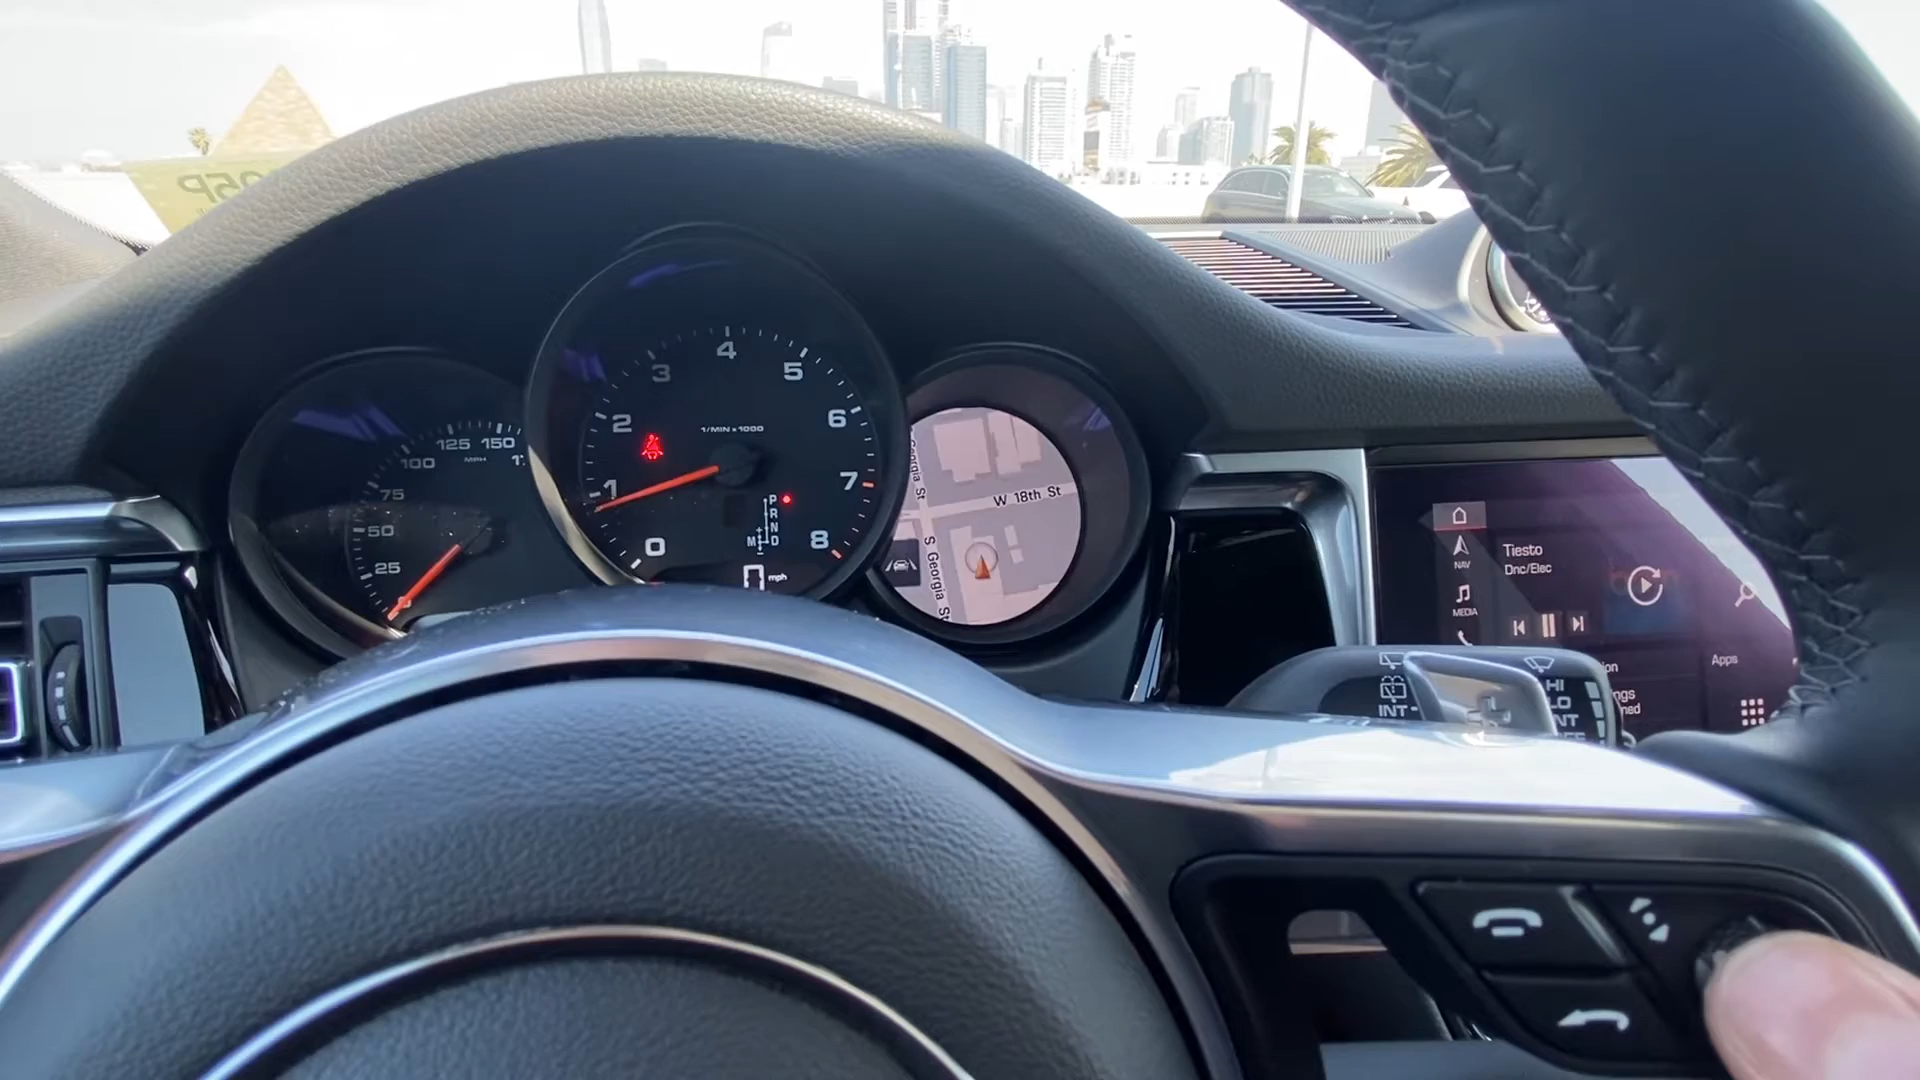 25
50
75
100
125
150
MPH
0
1
2
3
4
5
6
7
8
1/MIN x 1000
P
R
N
M D
0 mph
Georgia St
W 18th St
S Georgia St
NAV
MEDIA
Tiesto
Dnc/Elec
Apps
INT
HI
LO